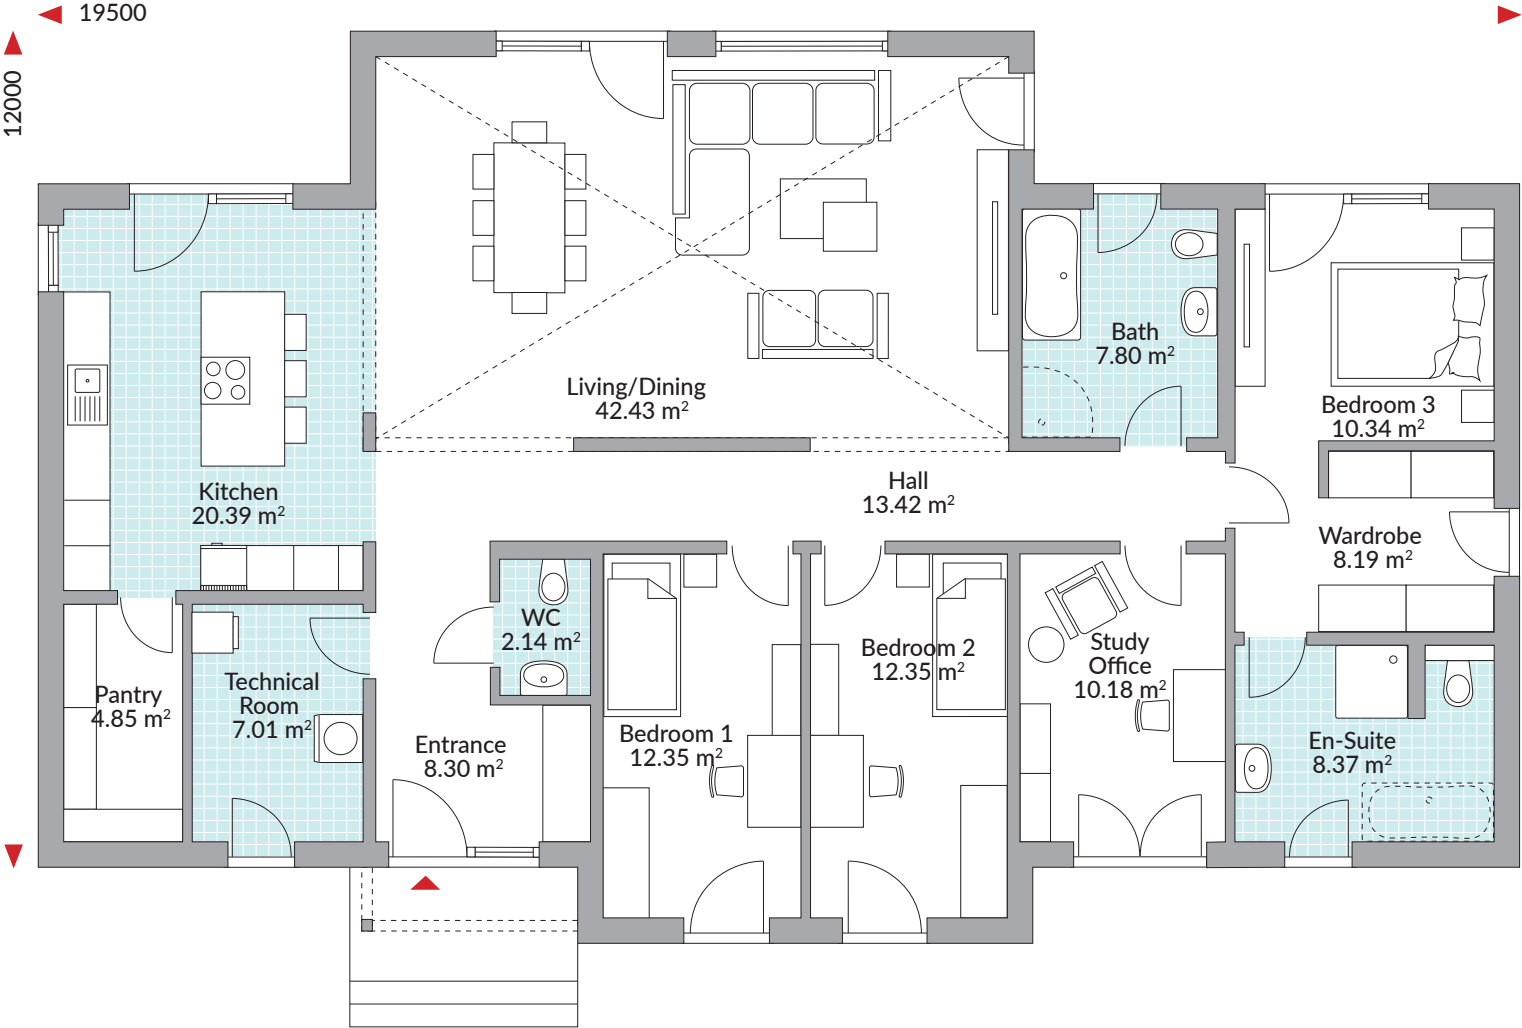 19500
12000
Living/Dining
42.43 m²
Bath
7.80 m²
Bedroom 3
10.34 m²
Kitchen
20.39 m²
Hall
13.42 m²
Wardrobe
8.19 m²
WC
2.14 m²
Bedroom 2
12.35 m²
Study
Office
10.18 m²
Pantry
4.85 m²
Technical
Room
7.01 m²
Entrance
8.30 m²
Bedroom 1
12.35 m²
En-Suite
8.37 m²